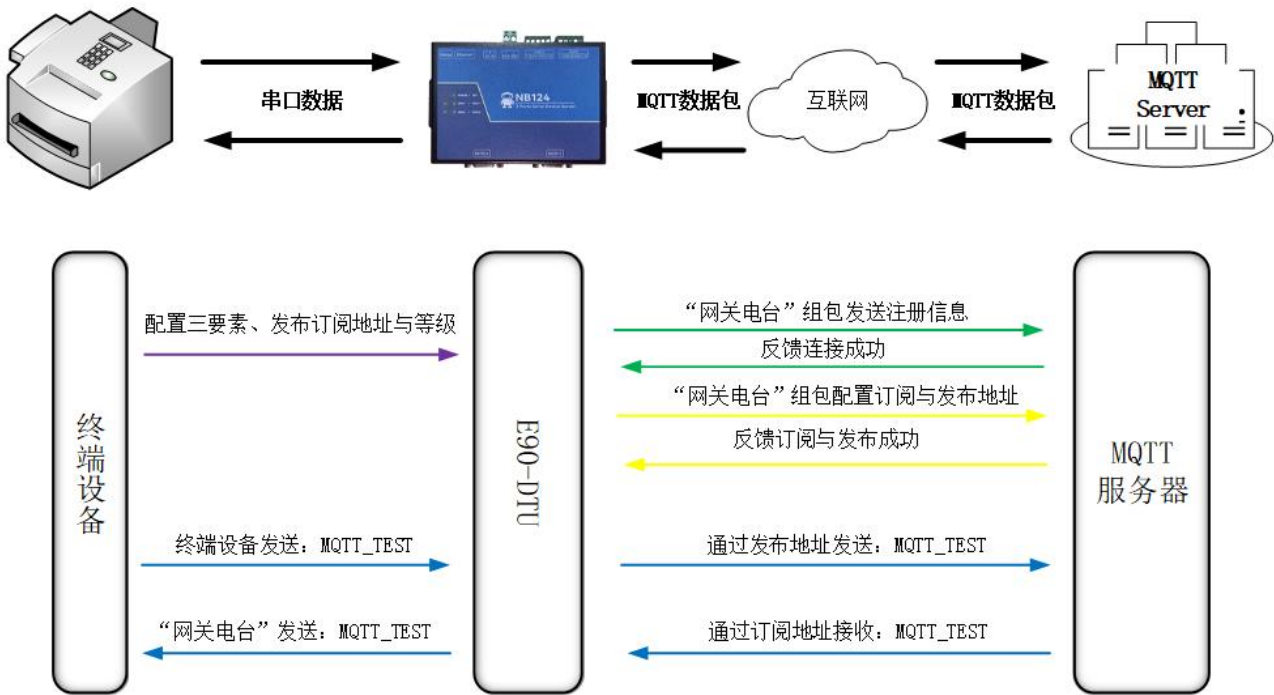 串口数据
NB124
MQTT数据包
互联网
MQTT数据包
MQTT
Server
配置三要素、发布订阅地址与等级
“网关电台”组包发送注册信息
反馈连接成功
“网关电台”组包配置订阅与发布地址
反馈订阅与发布成功
终端设备
E90-DTU
MQTT
服务器
终端设备发送：MQTT_TEST
通过发布地址发送：MQTT_TEST
“网关电台”发送：MQTT_TEST
通过订阅地址接收：MQTT_TEST